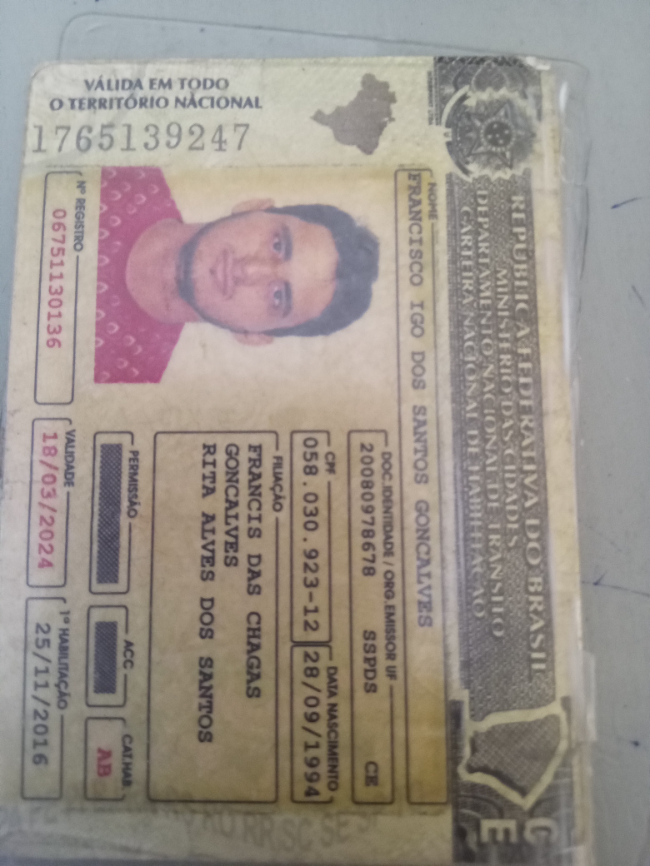 REPÚBLICA FEDERATIVA DO BRASIL
MINISTÉRIO DAS CIDADES
DEPARTAMENTO NACIONAL DE TRÂNSITO
CARTEIRA NACIONAL DE HABILITAÇÃO
NOME
FRANCISCO IGO DOS SANTOS GONCALVES
DOC. IDENTIDADE / ORG. EMISSOR UF
20080978678 SSPDS CE
CPF
058.030.923-12
DATA NASCIMENTO
28/09/1994
FILIAÇÃO
FRANCIS DAS CHAGAS
GONCALVES
RITA ALVES DOS SANTOS
PERMISSÃO
ACC
CAT. HAB.
AB
Nº REGISTRO
06751130136
VALIDADE
18/03/2024
1ª HABILITAÇÃO
25/11/2016
VÁLIDA EM TODO
O TERRITÓRIO NACIONAL
1765139247
CE